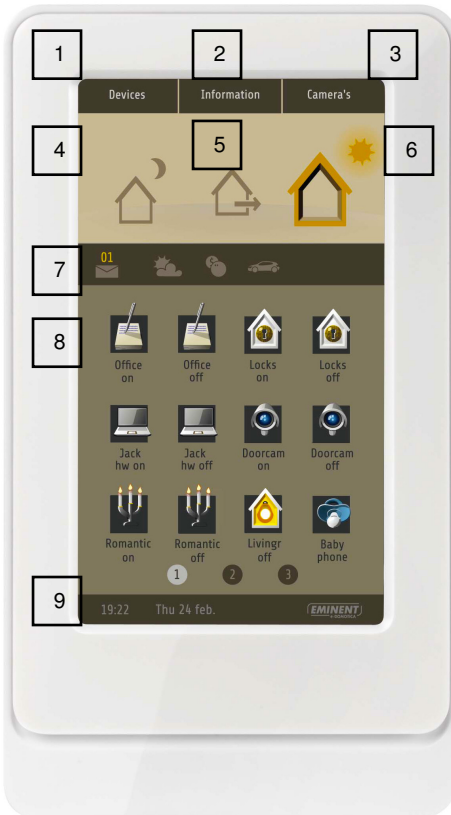 1
2
3
Devices Information Camera's
4
5
6
7
01
8
Office on
Office off
Locks on
Locks off
Jack hw on
Jack hw off
Doorcam on
Doorcam off
Romantic on
Romantic off
Livingr off
Baby phone
1 2 3
9
19:22 Thu 24 feb. EMINENT